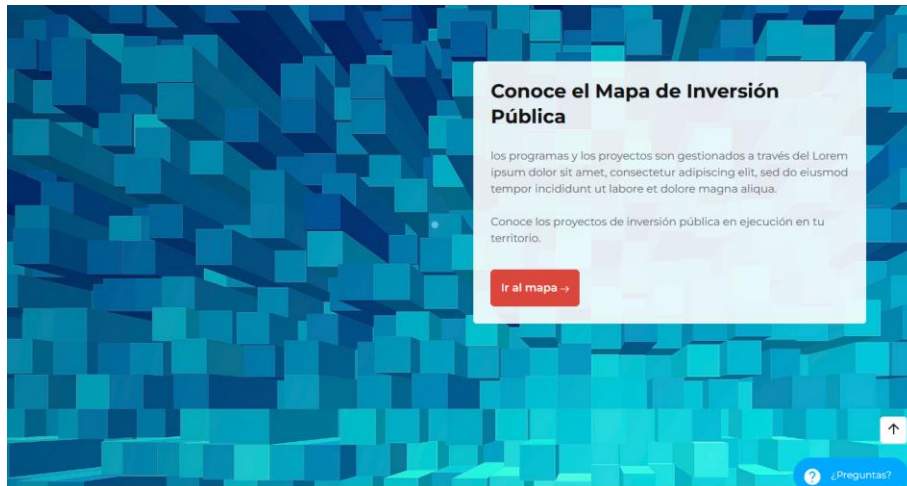 Conoce el Mapa de Inversión
Pública
los programas y los proyectos son gestionados a través del Lorem
ipsum dolor sit amet, consectetur adipiscing elit, sed do eiusmod
tempor incididunt ut labore et dolore magna aliqua.
Conoce los proyectos de inversión pública en ejecución en tu
territorio.
Ir al mapa →
¿Preguntas?